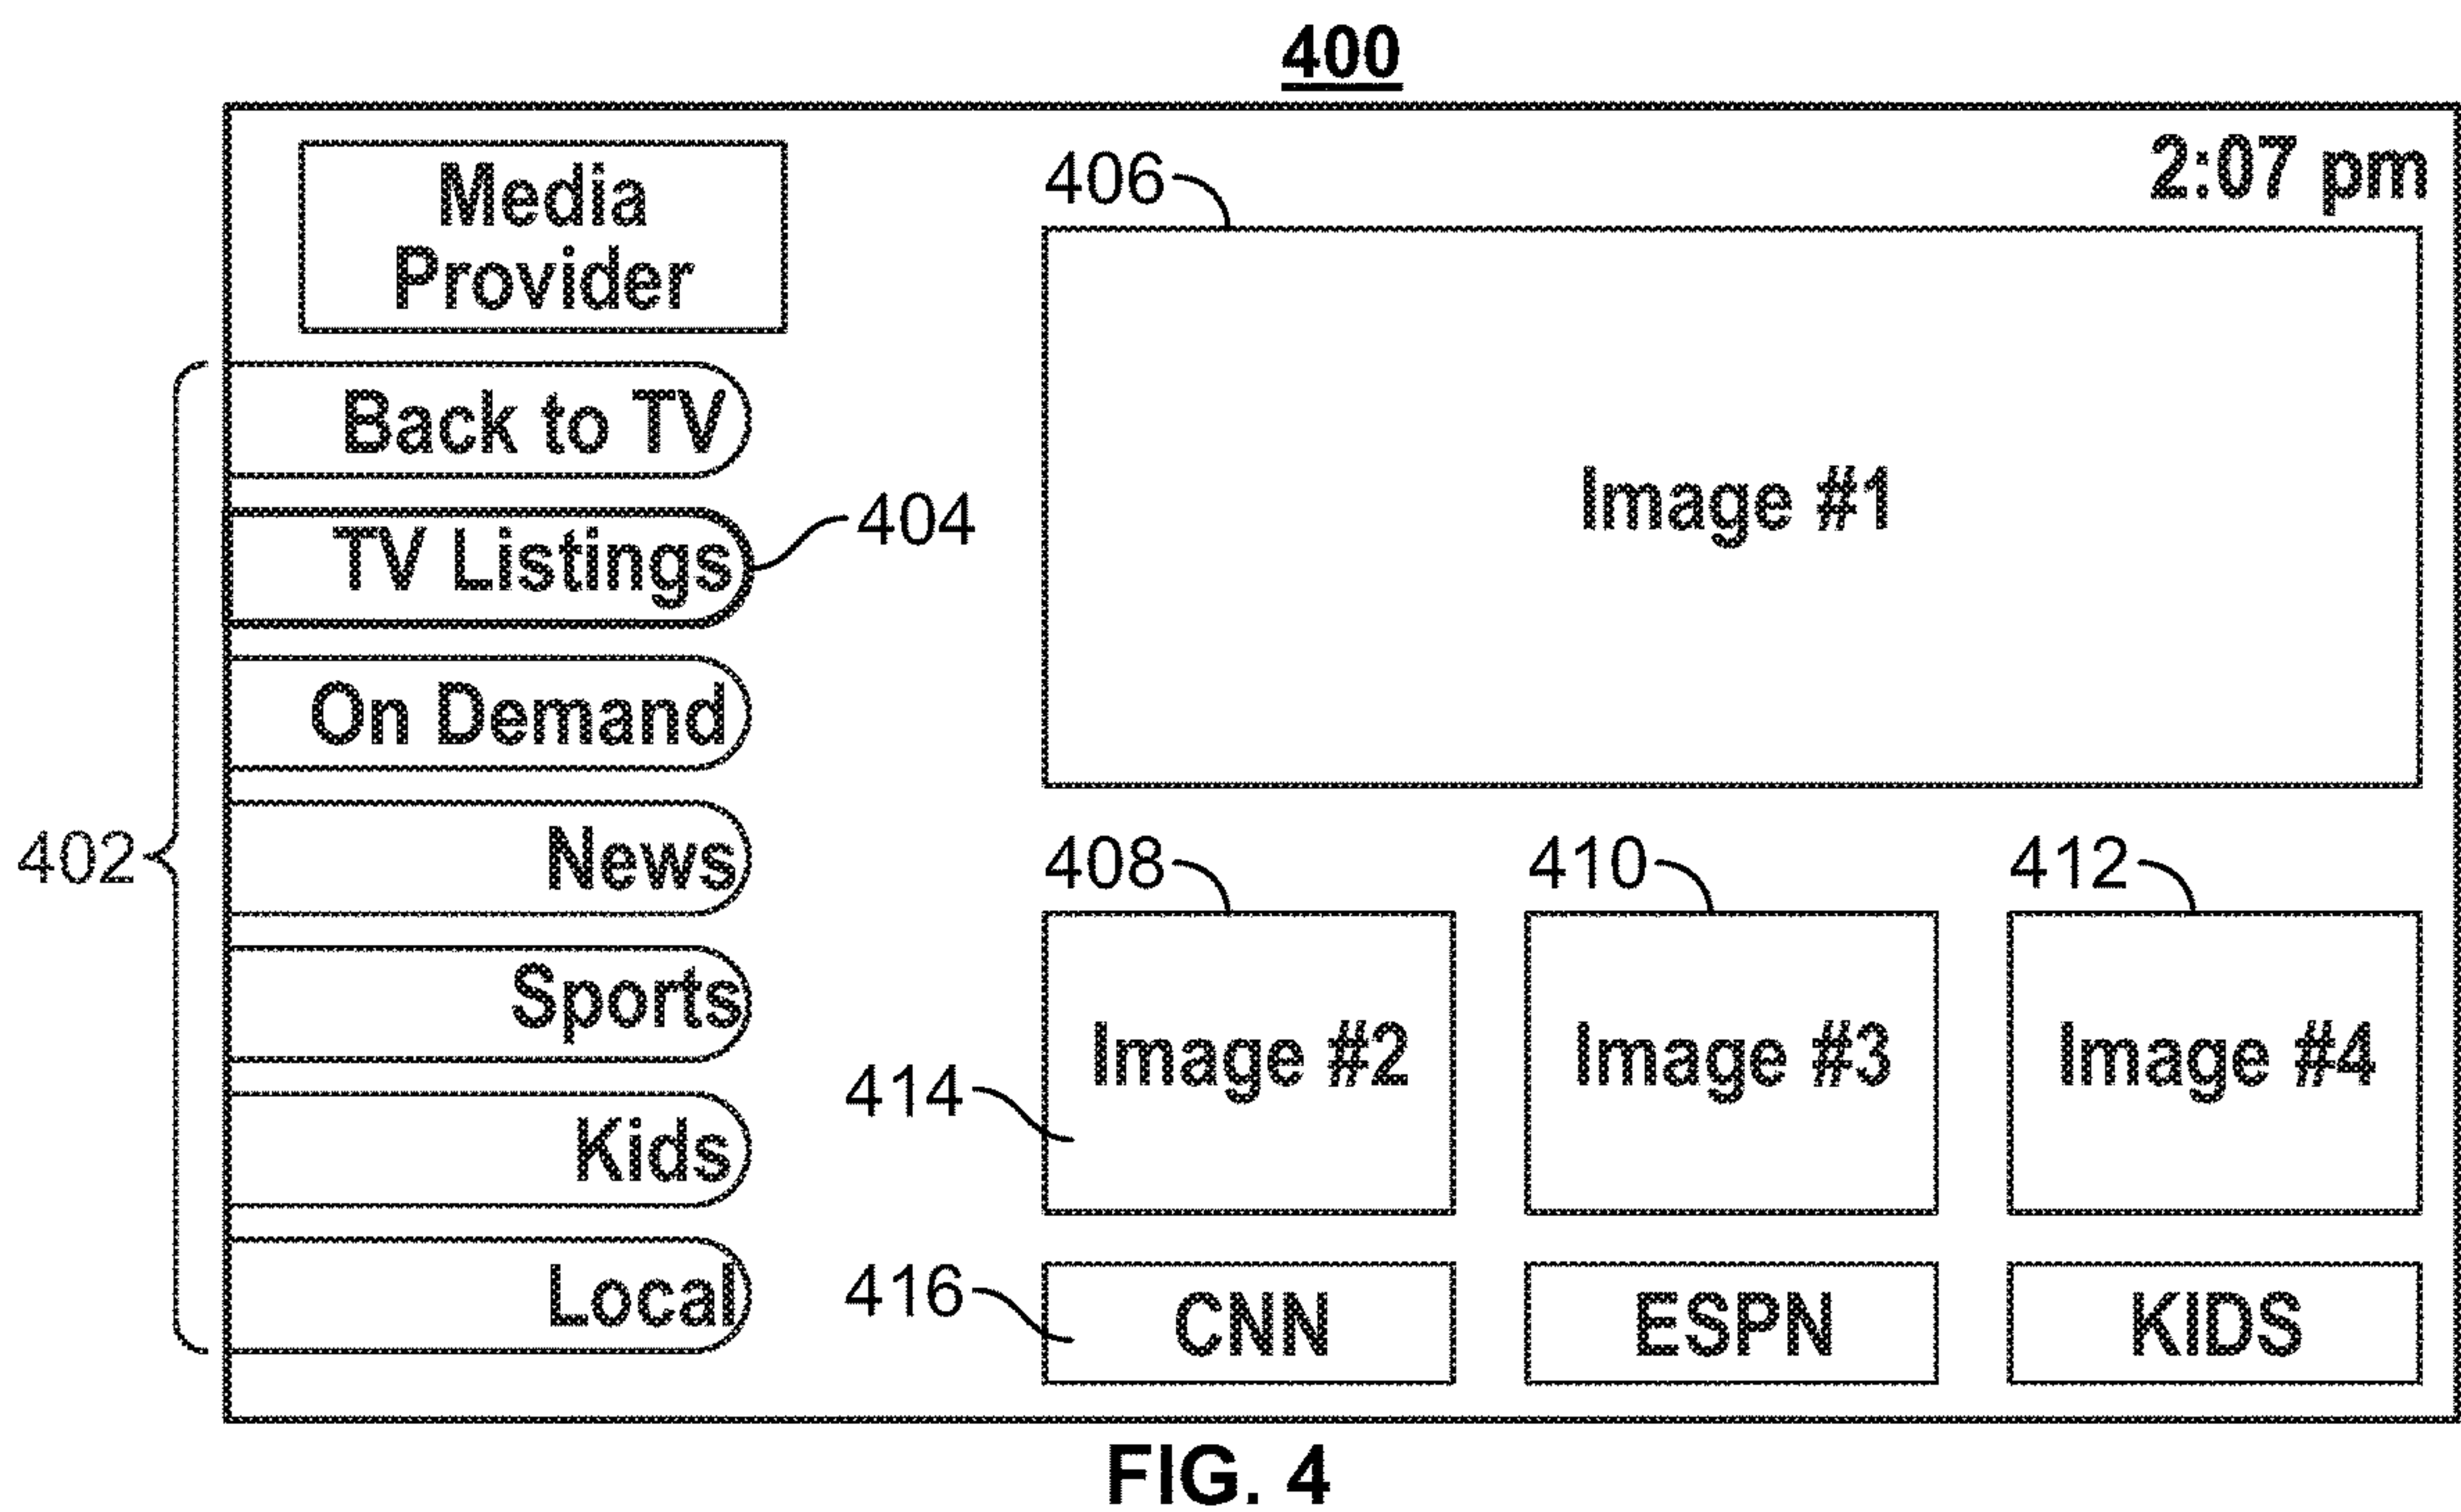 400
2:07 pm
Media
Provider
406
Image #1
Back to TV
TV Listings
404
On Demand
402
News
Sports
Kids
Local
408
410
412
Image #2
Image #3
Image #4
414
416
CNN
ESPN
KIDS
FIG. 4